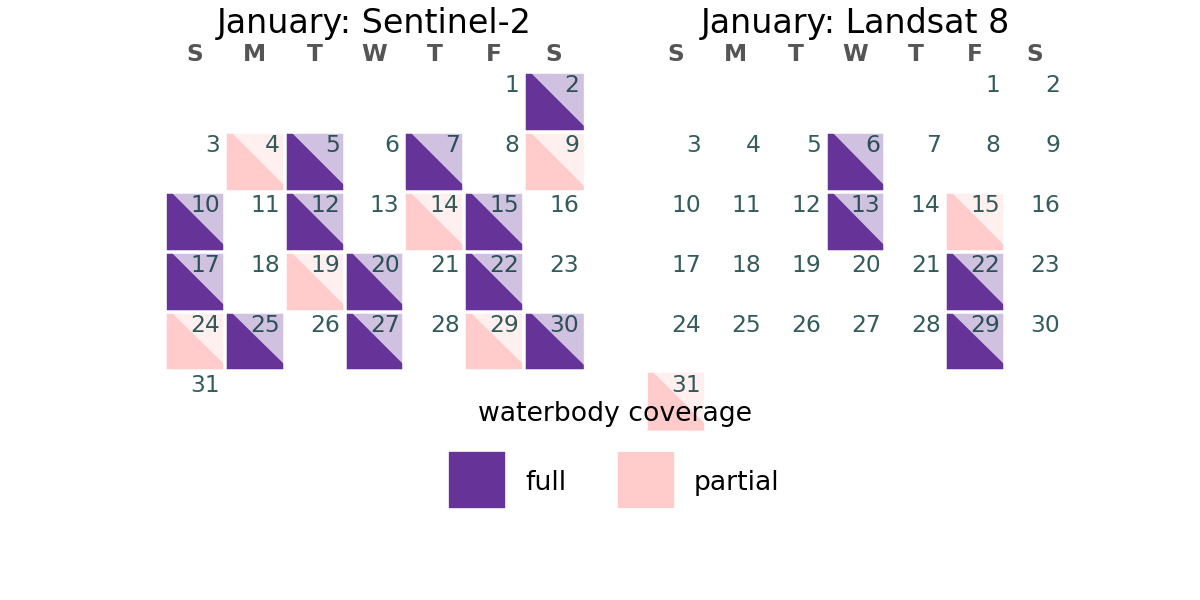 January: Sentinel-2
S M T W T F S
1 2
3 4 5 6 7 8 9
10 11 12 13 14 15 16
17 18 19 20 21 22 23
24 25 26 27 28 29 30
31
January: Landsat 8
S M T W T F S
1 2
3 4 5 6 7 8 9
10 11 12 13 14 15 16
17 18 19 20 21 22 23
24 25 26 27 28 29 30
31
waterbody coverage
full partial